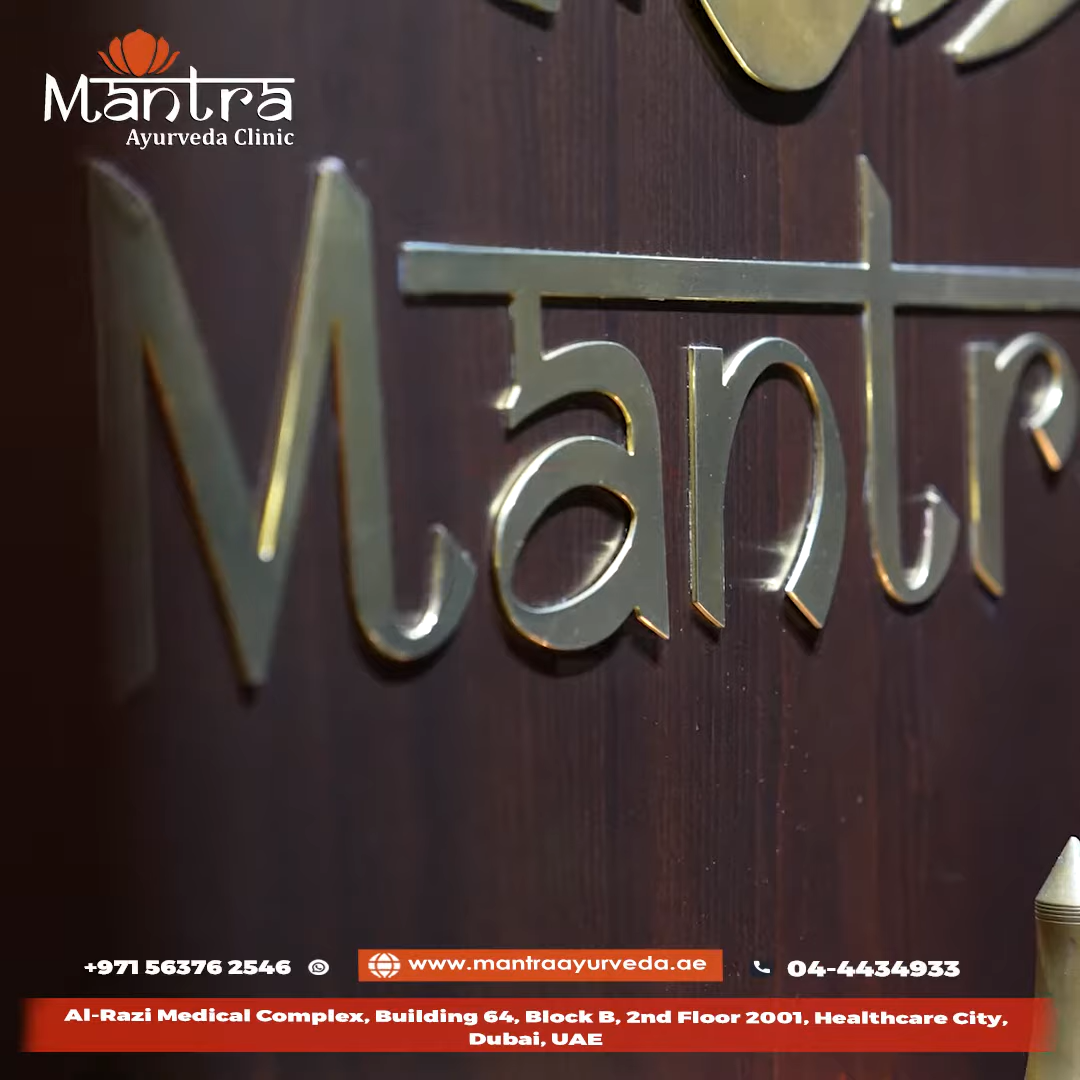 Mantra
Ayurveda Clinic
Mantr
+971 56376 2546
www.mantraayurveda.ae
04-4434933
Al-Razi Medical Complex, Building 64, Block B, 2nd Floor 2001, Healthcare City,
Dubai, UAE